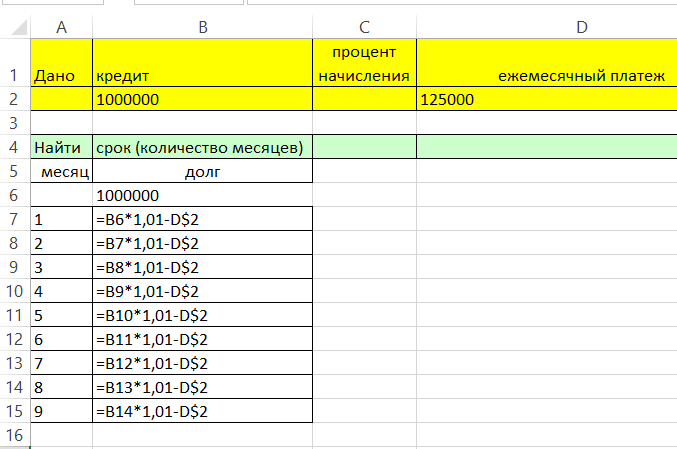 A B C D
процент
1 Дано кредит начисления ежемесячный платеж
2 1000000 125000
3
4 Найти срок (количество месяцев)
5 месяц долг
6 1000000
7 1 =B6*1,01-D$2
8 2 =B7*1,01-D$2
9 3 =B8*1,01-D$2
10 4 =B9*1,01-D$2
11 5 =B10*1,01-D$2
12 6 =B11*1,01-D$2
13 7 =B12*1,01-D$2
14 8 =B13*1,01-D$2
15 9 =B14*1,01-D$2
16